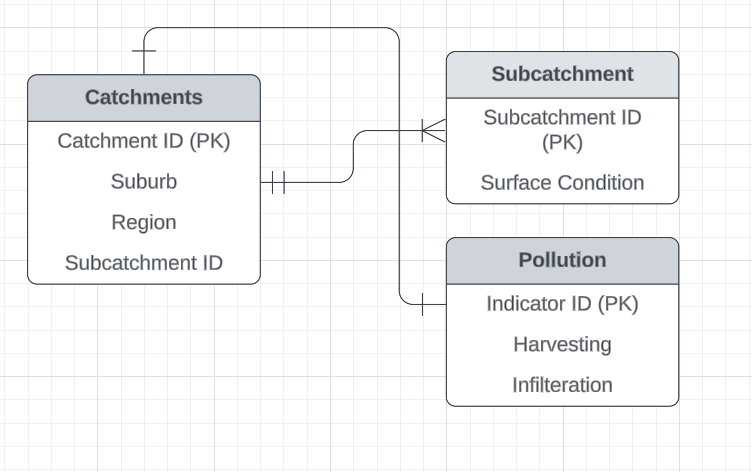 Catchments
Catchment ID (PK)
Suburb
Region
Subcatchment ID
Subcatchment
Subcatchment ID
(PK)
Surface Condition
Pollution
Indicator ID (PK)
Harvesting
Infilteration